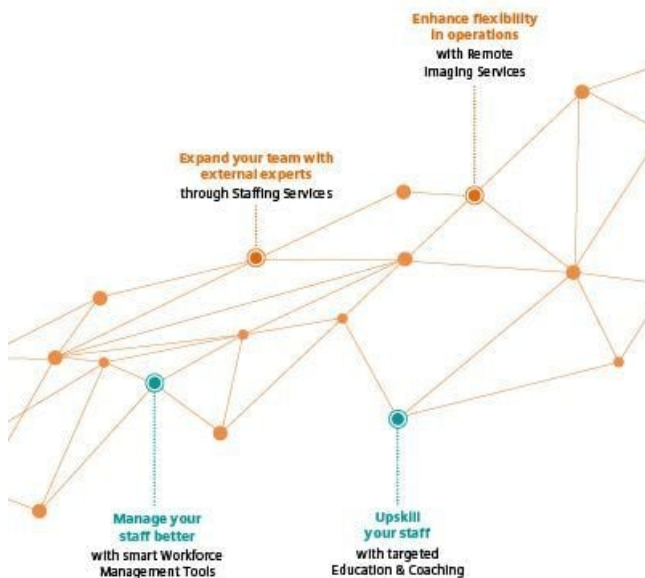 Enhance flexibility
in operations
with Remote
Imaging Services
Expand your team with
external experts
through Staffing Services
Manage your
staff better
with smart Workforce
Management Tools
Upskill
your staff
with targeted
Education & Coaching